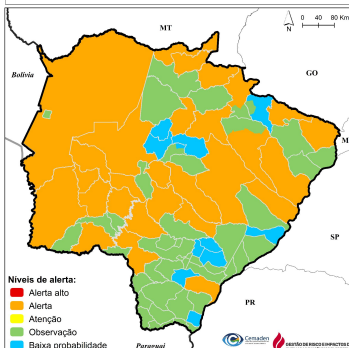 MT
N
0 40 80 Km
Bolívia
GO
M
SP
Níveis de alerta:
Alerta alto
Alerta
Atenção
Observação
Baixa probabilidade
PR
Paraguai
Cemaden
GESTÃO DE RISCO E IMPACTOS D